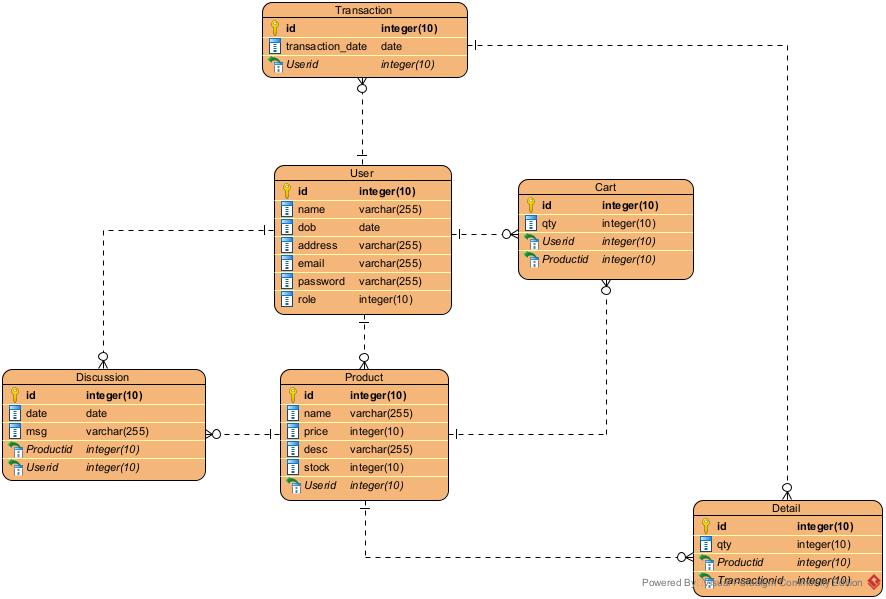 Transaction
id integer(10)
transaction_date date
Userid integer(10)
User
id integer(10)
name varchar(255)
dob date
address varchar(255)
email varchar(255)
password varchar(255)
role integer(10)
Cart
id integer(10)
qty integer(10)
Userid integer(10)
Productid integer(10)
Discussion
id integer(10)
date date
msg varchar(255)
Productid integer(10)
Userid integer(10)
Product
id integer(10)
name varchar(255)
price integer(10)
desc varchar(255)
stock integer(10)
Userid integer(10)
Detail
id integer(10)
qty integer(10)
Productid integer(10)
Transactionid integer(10)
Powered By: Visual Paradigm Community Edition